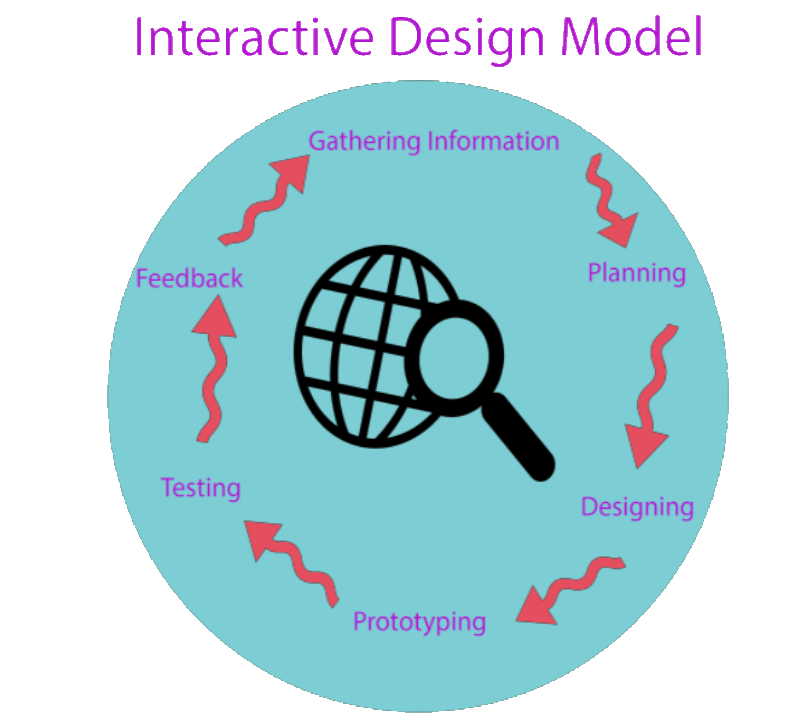 Interactive Design Model
Gathering Information
Planning
Designing
Prototyping
Testing
Feedback